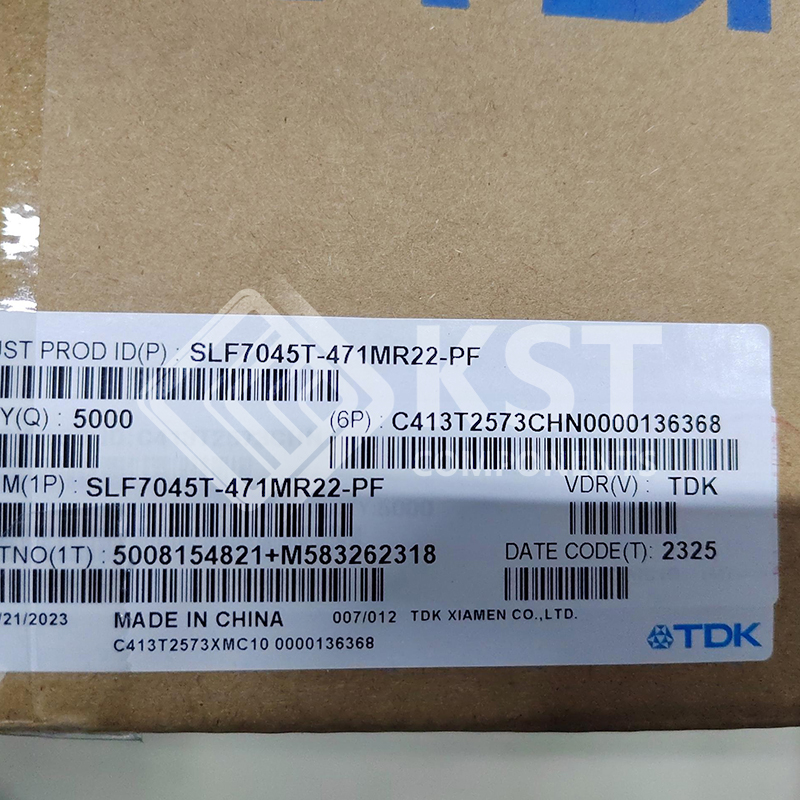 UST PROD ID(P) : SLF7045T-471MR22-PF
Y(Q) : 5000 (6P) : C413T2573CHN0000136368
M(1P) : SLF7045T-471MR22-PF VDR(V) : TDK
TNO(1T) : 5008154821+M583262318 DATE CODE(T): 2325
/21/2023 MADE IN CHINA 007/012 TDK XIAMEN CO.,LTD.
C413T2573XMC10 0000136368
TDK
KST
COMPONENTS